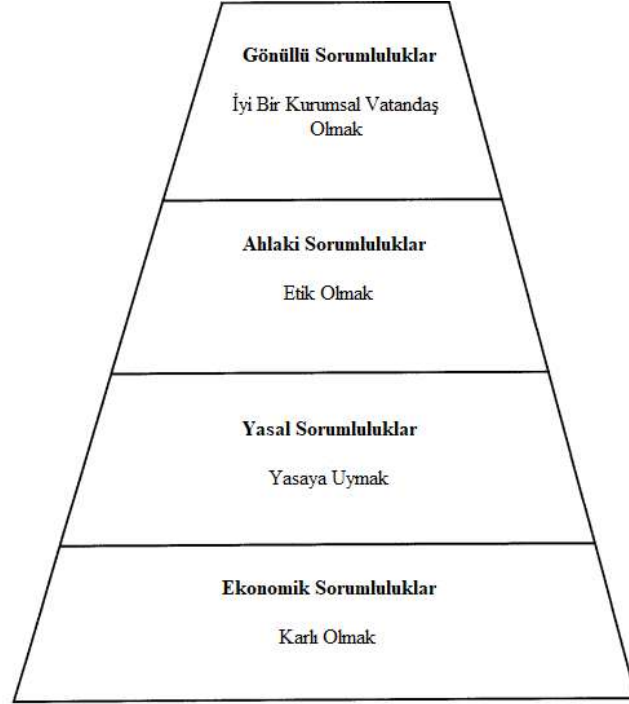 Gönüllü Sorumluluklar
İyi Bir Kurumsal Vatandaş
Olmak
Ahlaki Sorumluluklar
Etik Olmak
Yasal Sorumluluklar
Yasaya Uymak
Ekonomik Sorumluluklar
Karlı Olmak